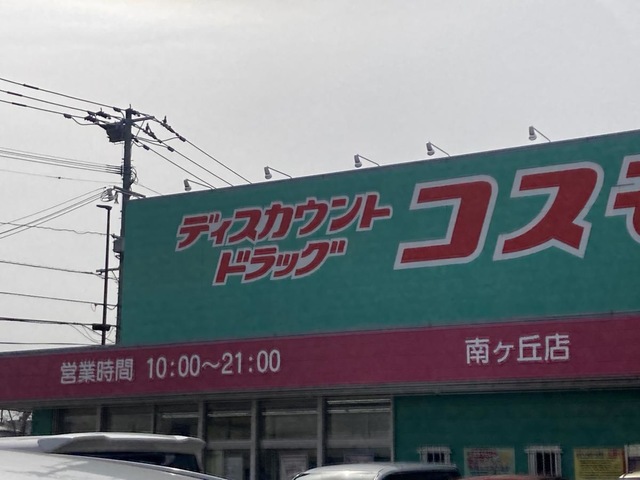 ディスカウント
ドラッグ
コスモ
営業時間 10:00～21:00
南ヶ丘店